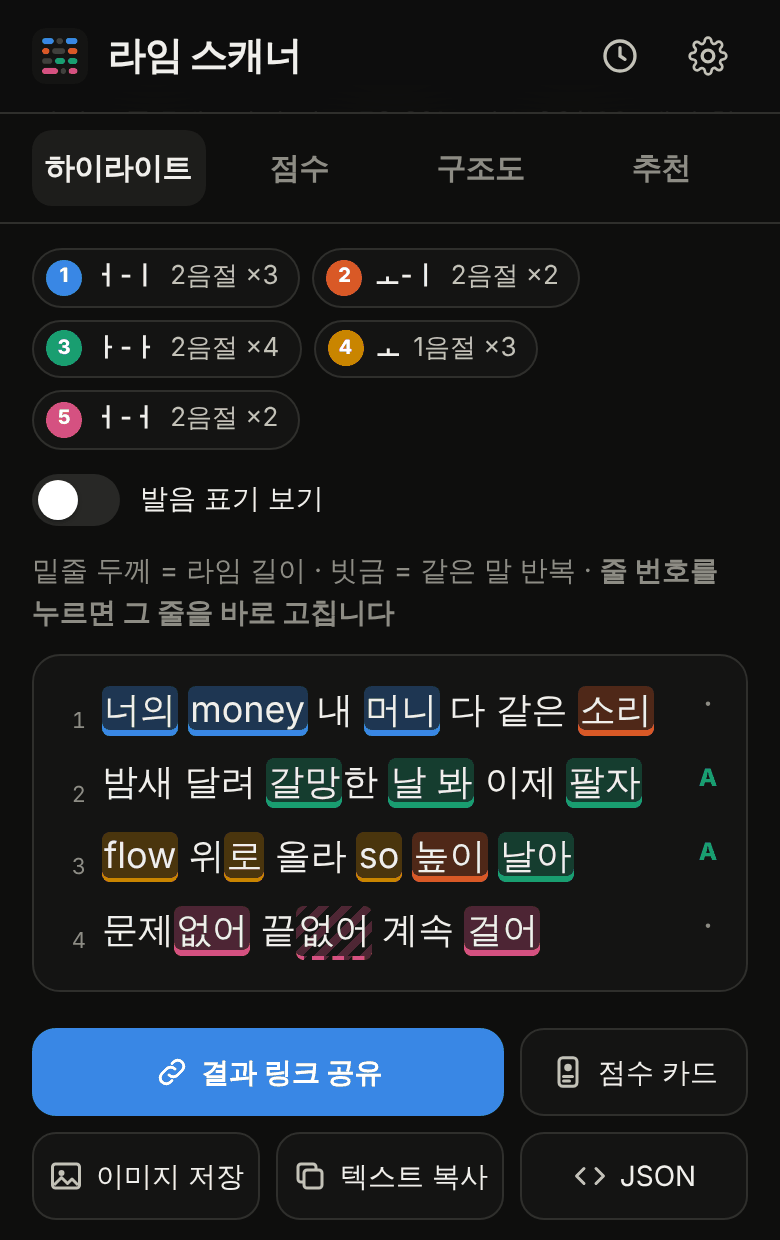 라임 스캐너
하이라이트 점수 구조도 추천
1 ㅓ-ㅣ 2음절 ×3 2 ㅗ-ㅣ 2음절 ×2
3 ㅏ-ㅏ 2음절 ×4 4 ㅗ 1음절 ×3
5 ㅓ-ㅓ 2음절 ×2
발음 표기 보기
밑줄 두께 = 라임 길이 · 빗금 = 같은 말 반복 · 줄 번호를
누르면 그 줄을 바로 고칩니다
1 너의 money 내 머니 다 같은 소리 ·
2 밤새 달려 갈망한 날 봐 이제 팔자 A
3 flow 위로 올라 so 높이 날아 A
4 문제없어 끝없어 계속 걸어 ·
결과 링크 공유 점수 카드
이미지 저장 텍스트 복사 JSON